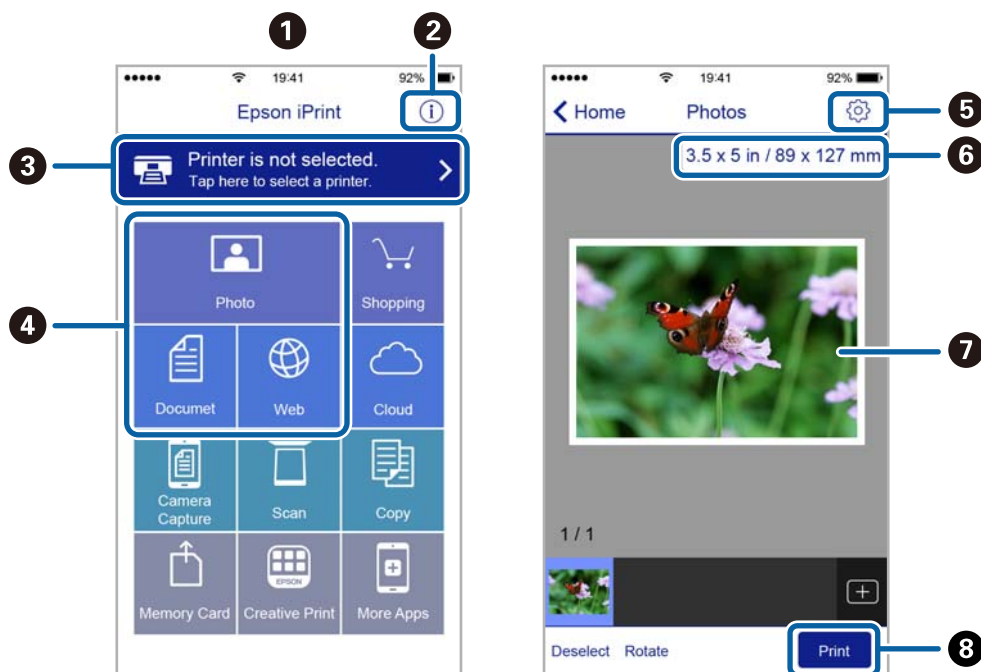 1
2
19:41
92%
Epson iPrint
3
Printer is not selected.
Tap here to select a printer.
4
Photo
Shopping
Documet
Web
Cloud
Camera
Capture
Scan
Copy
EPSON
Memory Card
Creative Print
More Apps
19:41
92%
Home
Photos
5
3.5 x 5 in / 89 x 127 mm
6
7
1 / 1
Deselect
Rotate
Print
8